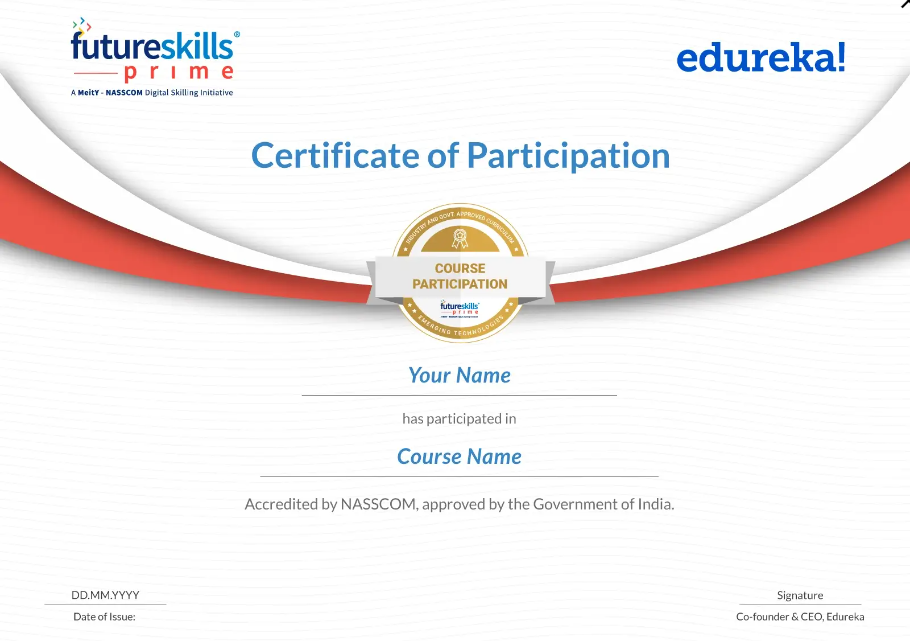 futureskills®
prime
A MeitY - NASSCOM Digital Skilling Initiative
edureka!
Certificate of Participation
INDUSTRY AND GOVT. APPROVED CURRICULUM
COURSE
PARTICIPATION
futureskills
prime
EMERGING TECHNOLOGIES
Your Name
has participated in
Course Name
Accredited by NASSCOM, approved by the Government of India.
DD.MM.YYYY
Date of Issue:
Signature
Co-founder & CEO, Edureka